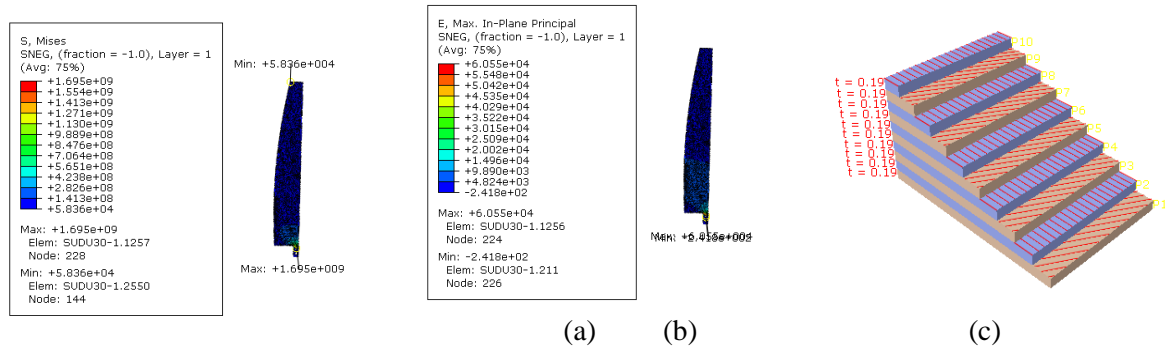 S, Mises
SNEG, (fraction = -1.0), Layer = 1
(Avg: 75%)
+1.695e+09
+1.554e+09
+1.413e+09
+1.271e+09
+1.130e+09
+9.889e+08
+8.476e+08
+7.064e+08
+5.651e+08
+4.238e+08
+2.826e+08
+1.413e+08
+5.836e+04
Max: +1.695e+09
Elem: SUDU30-1.1257
Node: 228
Min: +5.836e+04
Elem: SUDU30-1.2550
Node: 144
Min: +5.836e+004
Max: +1.695e+009
E, Max. In-Plane Principal
SNEG, (fraction = -1.0), Layer = 1
(Avg: 75%)
+6.055e+04
+5.548e+04
+5.042e+04
+4.535e+04
+4.029e+04
+3.522e+04
+3.015e+04
+2.509e+04
+2.002e+04
+1.496e+04
+9.890e+03
+4.824e+03
-2.418e+02
Max: +6.055e+04
Elem: SUDU30-1.1256
Node: 224
Min: -2.418e+02
Elem: SUDU30-1.211
Node: 226
t = 0.19
t = 0.19
t = 0.19
t = 0.19
t = 0.19
t = 0.19
t = 0.19
t = 0.19
t = 0.19
P10
P9
P8
P7
P6
P5
P4
P3
P2
P1
(a) (b) (c)